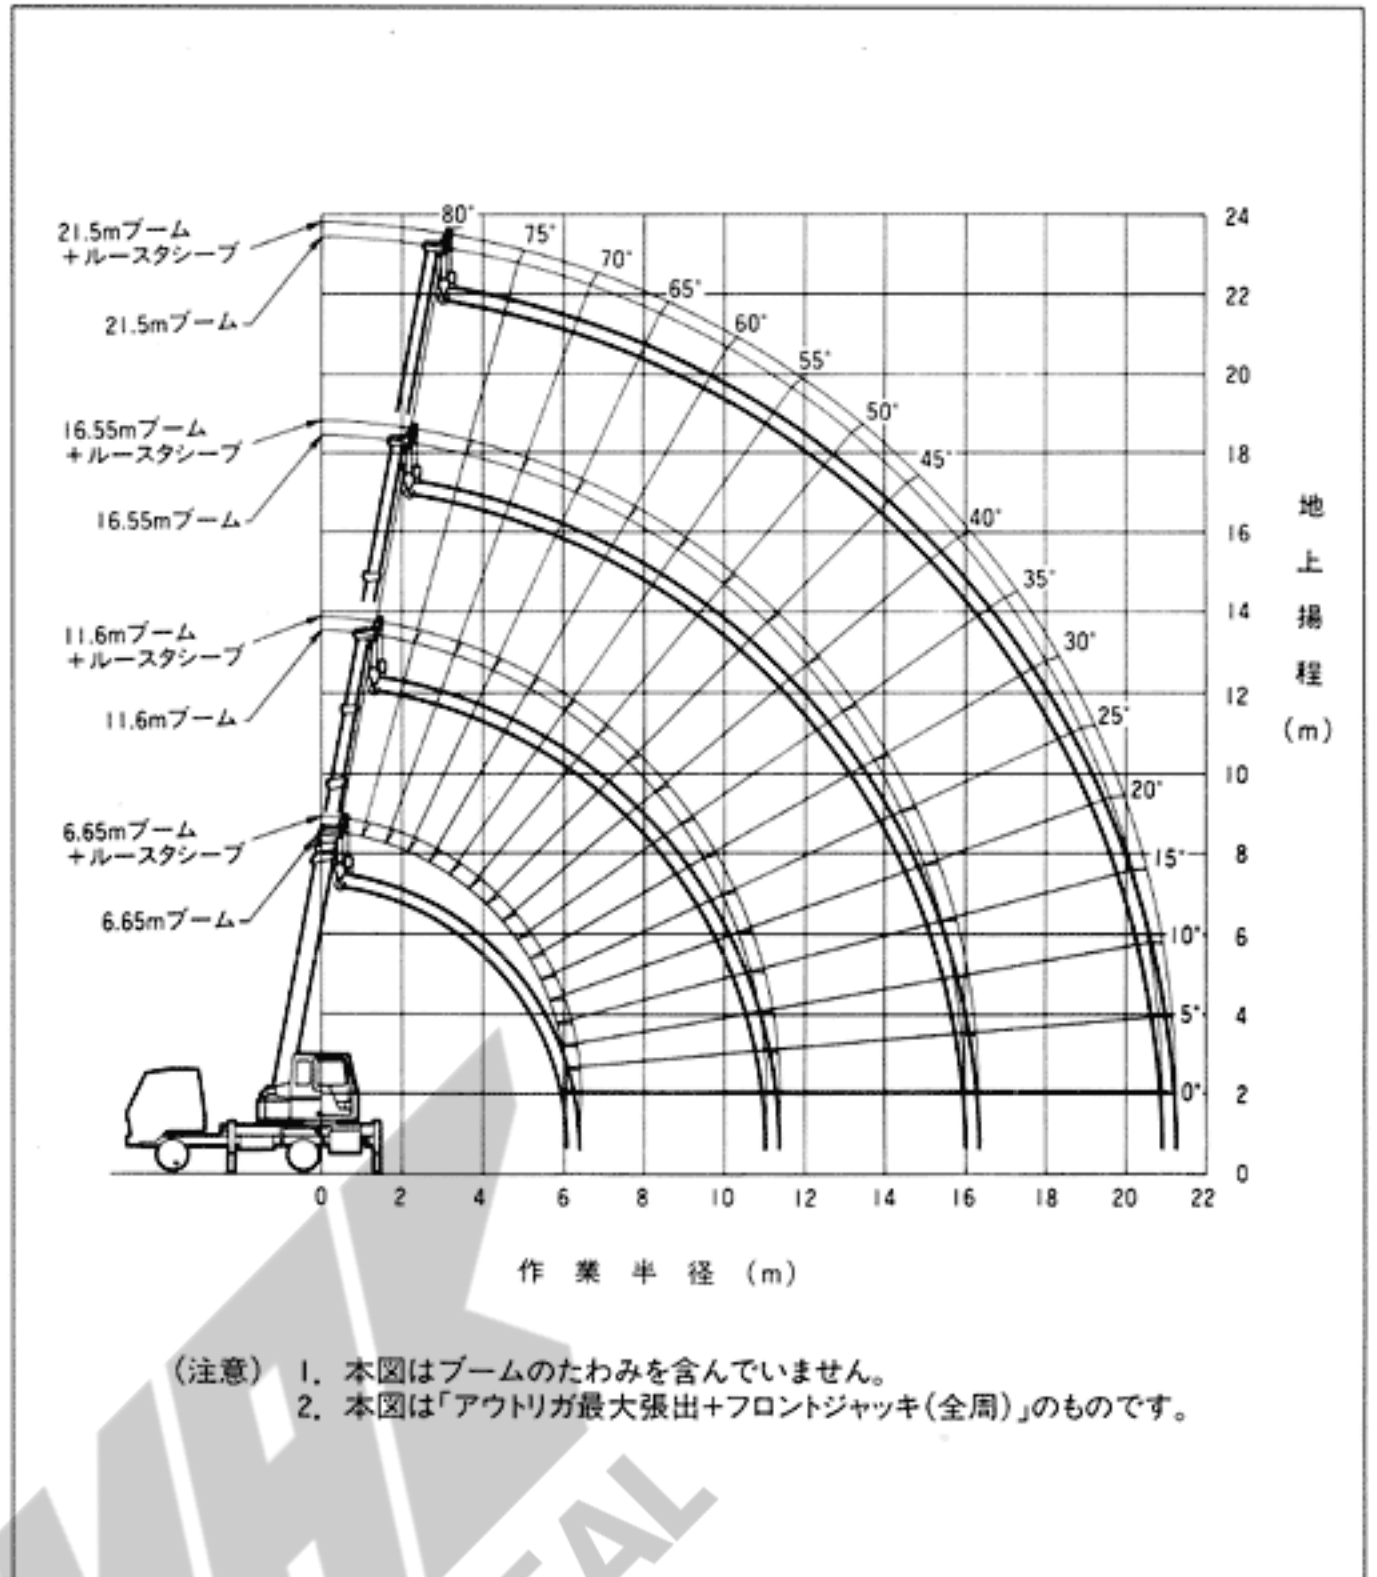 21.5mブーム
+ルースタシーブ
21.5mブーム
16.55mブーム
+ルースタシーブ
16.55mブーム
11.6mブーム
+ルースタシーブ
11.6mブーム
6.65mブーム
+ルースタシーブ
6.65mブーム
80°
75°
70°
65°
60°
55°
50°
45°
40°
35°
30°
25°
20°
15°
10°
5°
0°
24
22
20
18
16
14
12
10
8
6
4
2
0
地上揚程(m)
0 2 4 6 8 10 12 14 16 18 20 22
作業半径(m)
(注意) 1. 本図はブームのたわみを含んでいません。
2. 本図は「アウトリガ最大張出+フロントジャッキ(全周)」のものです。